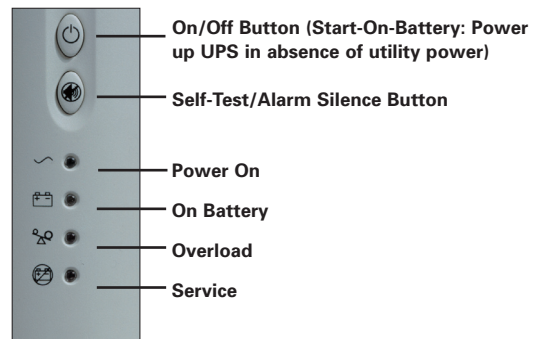 On/Off Button (Start-On-Battery: Power
up UPS in absence of utility power)
Self-Test/Alarm Silence Button
Power On
On Battery
Overload
Service